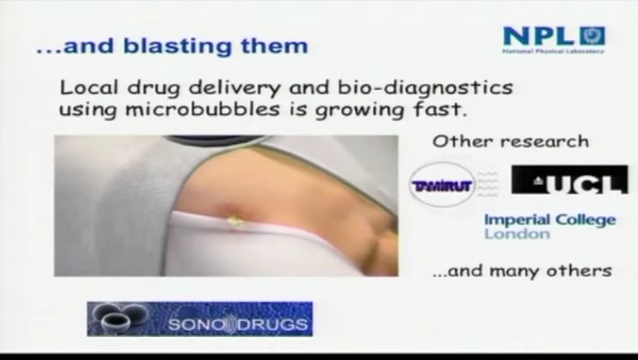 ...and blasting them
NPL
National Physical Laboratory
Local drug delivery and bio-diagnostics
using microbubbles is growing fast.
Other research
TAMIRUT
UCL
Imperial College
London
...and many others
SONODRUGS